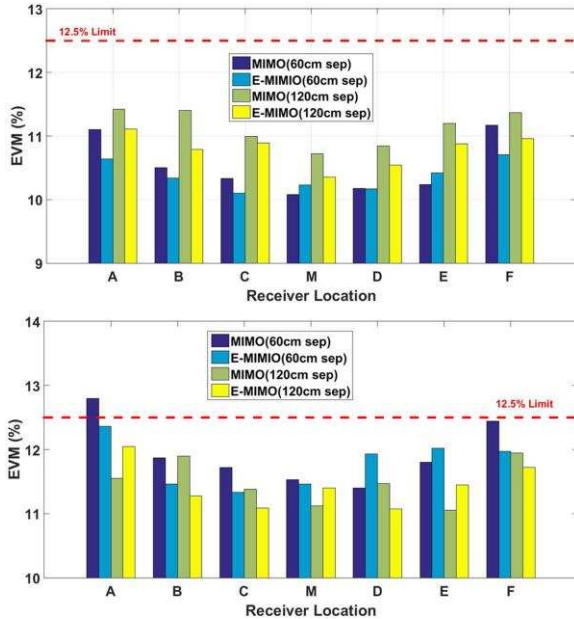 13
12.5% Limit
12
MIMO(60cm sep)
E-MIMIO(60cm sep)
MIMO(120cm sep)
E-MIMO(120cm sep)
EVM (%)
11
10
9
A B C M D E F
Receiver Location
14
MIMO(60cm sep)
E-MIMIO(60cm sep)
MIMO(120cm sep)
E-MIMO(120cm sep)
13
12.5% Limit
EVM (%)
12
11
10
A B C M D E F
Receiver Location